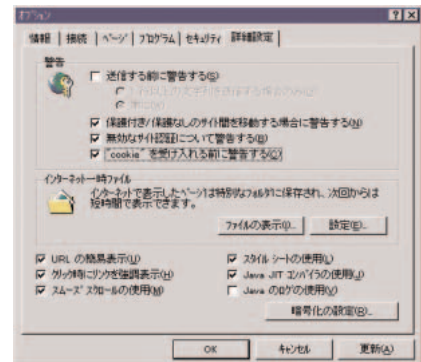 オプション
情報 接続 ページ プログラム セキュリティ 詳細設定
警告
送信する前に警告する(S)
保護付き/保護なしのサイト間を移動する場合に警告する(N)
無効なサイト認証について警告する(B)
"cookie" を受け入れる前に警告する(C)
インターネット一時ファイル
インターネットで表示したページは特別なフォルダに保存され、次回からは
短時間で表示できます。
ファイルの表示(I)... 設定(E)...
URL の簡易表示(U) スタイル シートの使用(L)
クリック時にリンクを強調表示(H) Java JIT コンパイラの使用(J)
スムーズ スクロールの使用(M) Java のログの使用(V)
暗号化の設定(R)...
OK キャンセル 更新(A)